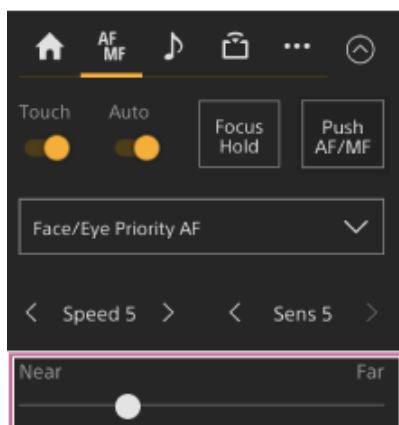 AF
MF
Touch Auto
Focus
Hold
Push
AF/MF
Face/Eye Priority AF
Speed 5 Sens 5
Near Far